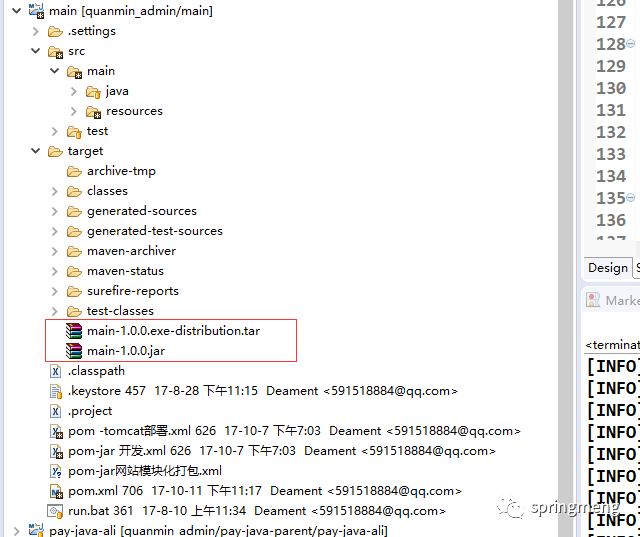 main [quanmin_admin/main]
.settings
src
main
java
resources
test
target
archive-tmp
classes
generated-sources
generated-test-sources
maven-archiver
maven-status
surefire-reports
test-classes
main-1.0.0.exe-distribution.tar
main-1.0.0.jar
.classpath
.keystore 457 17-8-28 下午11:15 Deament <591518884@qq.com>
.project
pom -tomcat部署.xml 626 17-10-7 下午7:03 Deament <591518884@qq.com>
pom-jar 开发.xml 626 17-10-7 下午7:03 Deament <591518884@qq.com>
pom-jar网站模块化打包.xml
pom.xml 706 17-10-11 下午11:17 Deament <591518884@qq.com>
run.bat 361 17-8-10 上午11:34 Deament <591518884@qq.com>
pay-java-ali [quanmin_admin/pay-java-parent/pay-java-ali]
126
127
128
129
130
131
132
133
134
135
136
137
Design
S
Marke
<terminat
[INFO]
[INFO]
[INFO]
[INFO]
[INFO]
[INFO]
[INFO]
[INFO]
springmeng